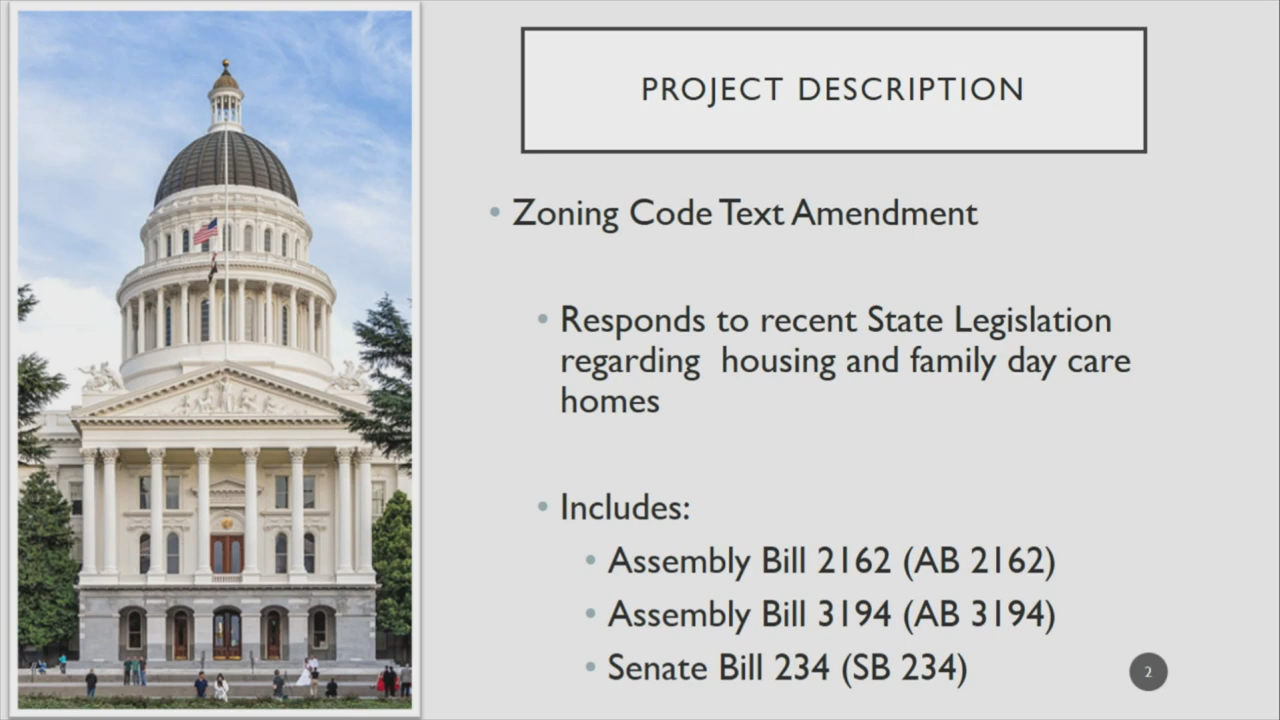 PROJECT DESCRIPTION
• Zoning Code Text Amendment
• Responds to recent State Legislation
regarding housing and family day care
homes
• Includes:
• Assembly Bill 2162 (AB 2162)
• Assembly Bill 3194 (AB 3194)
• Senate Bill 234 (SB 234)
2